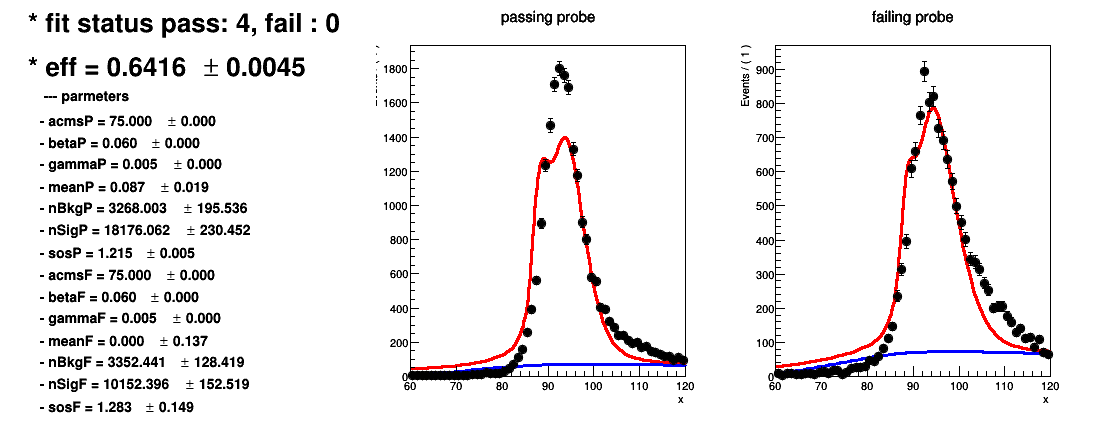 * fit status pass: 4, fail : 0
* eff = 0.6416 ± 0.0045
--- parmeters
- acmsP = 75.000 ± 0.000
- betaP = 0.060 ± 0.000
- gammaP = 0.005 ± 0.000
- meanP = 0.087 ± 0.019
- nBkgP = 3268.003 ± 195.536
- nSigP = 18176.062 ± 230.452
- sosP = 1.215 ± 0.005
- acmsF = 75.000 ± 0.000
- betaF = 0.060 ± 0.000
- gammaF = 0.005 ± 0.000
- meanF = 0.000 ± 0.137
- nBkgF = 3352.441 ± 128.419
- nSigF = 10152.396 ± 152.519
- sosF = 1.283 ± 0.149
passing probe
1800
1600
1400
1200
1000
800
600
400
200
0
60 70 80 90 100 110 120
x
failing probe
Events / ( 1 )
900
800
700
600
500
400
300
200
100
0
60 70 80 90 100 110 120
x